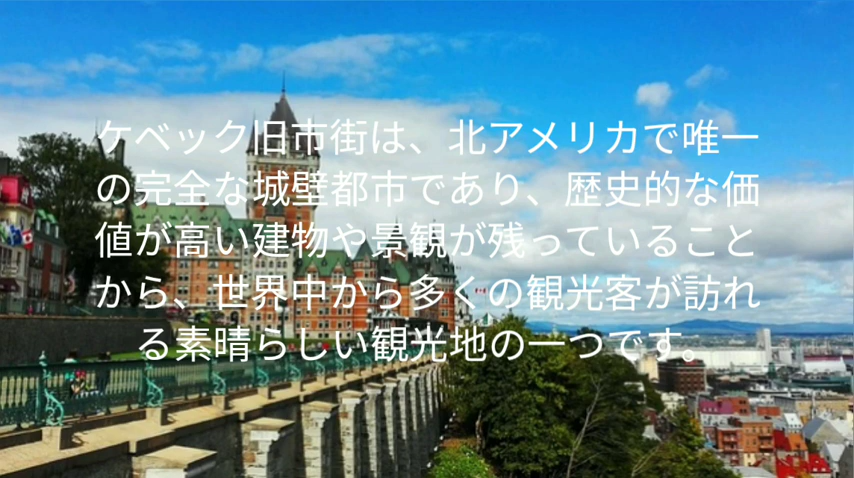 ケベック旧市街は、北アメリカで唯一
の完全な城壁都市であり、歴史的な価
値が高い建物や景観が残っていること
から、世界中から多くの観光客が訪れ
る素晴らしい観光地の一つです。